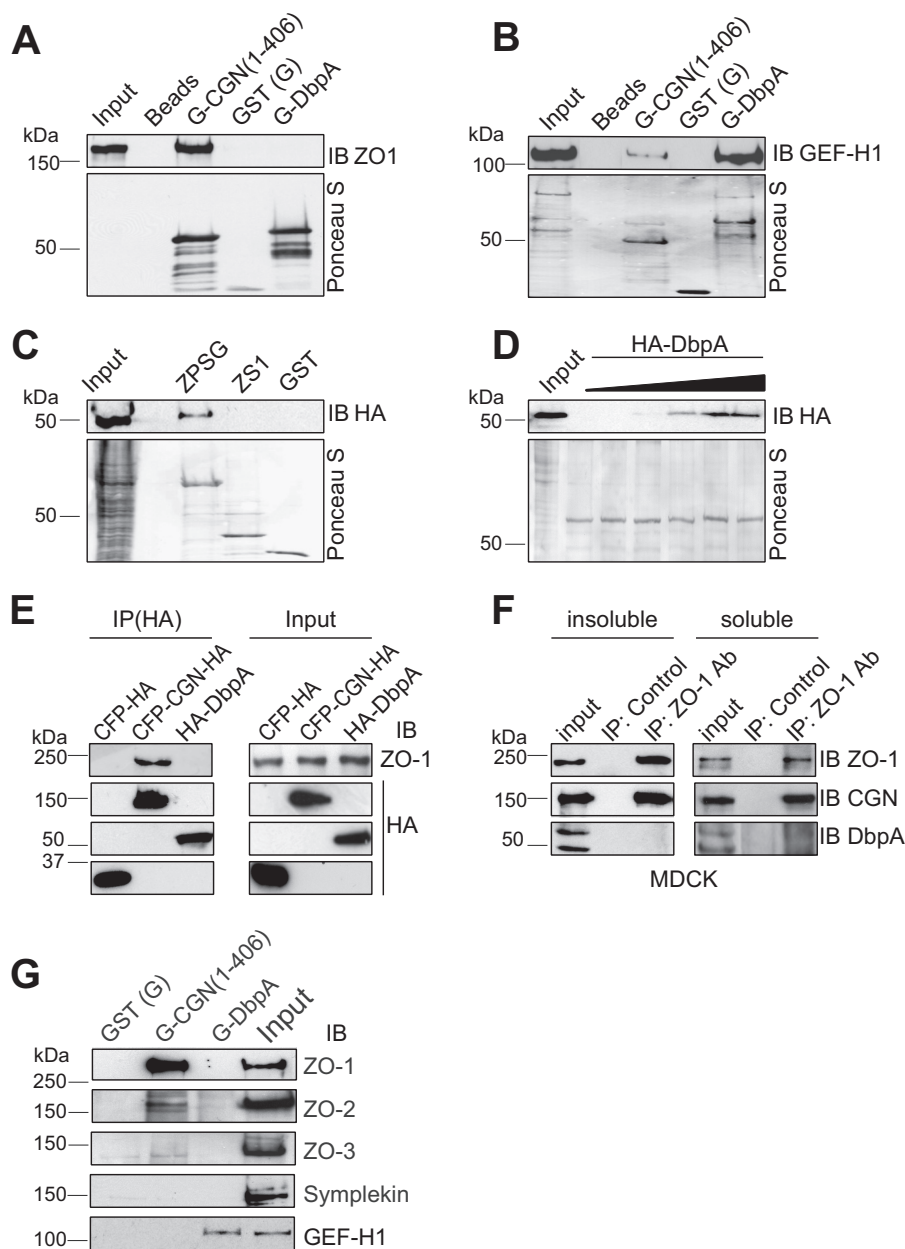 A
Input
Beads
G-CGN(1-406)
GST (G)
G-DbpA
kDa
150
IB ZO1
50
Ponceau S
B
Input
Beads
G-CGN(1-406)
GST (G)
G-DbpA
kDa
100
IB GEF-H1
50
Ponceau S
C
Input
ZPSG
ZS1
GST
kDa
50
IB HA
50
Ponceau S
D
HA-DbpA
Input
kDa
50
IB HA
50
Ponceau S
E
IP(HA)
Input
CFP-HA
CFP-CGN-HA
HA-DbpA
CFP-HA
CFP-CGN-HA
HA-DbpA
kDa
IB
250
ZO-1
150
50
HA
37
F
insoluble
soluble
input
IP: Control
IP: ZO-1 Ab
input
IP: Control
IP: ZO-1 Ab
kDa
250
IB ZO-1
150
IB CGN
50
IB DbpA
MDCK
G
GST (G)
G-CGN(1-406)
G-DbpA
Input
kDa
IB
250
ZO-1
150
ZO-2
150
ZO-3
150
Symplekin
100
GEF-H1